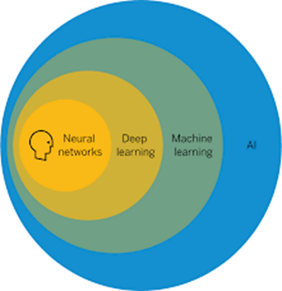 Neural
networks
Deep
learning
Machine
learning
AI